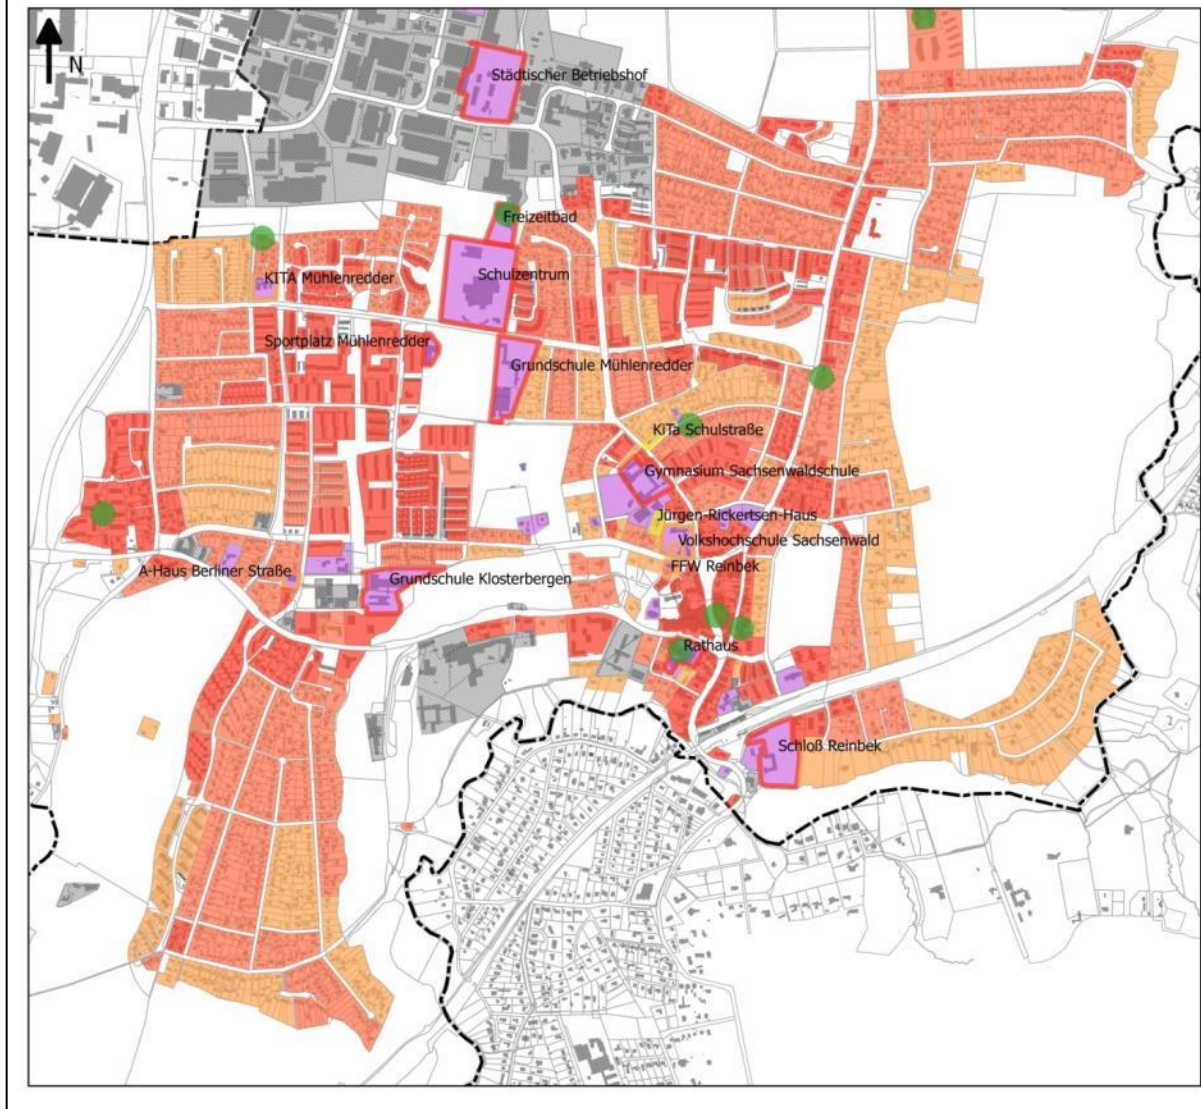 N
Städtischer Betriebshof
Freizeitbad
Schulzentrum
KITA Mühlenredder
Sportplatz Mühlenredder
Grundschule Mühlenredder
KiTa Schulstraße
Gymnasium Sachsenwaldschule
Jürgen-Rickertsen-Haus
Volkshochschule Sachsenwald
FFW Reinbek
A-Haus Berliner Straße
Grundschule Klosterbergen
Rathaus
Schloß Reinbek